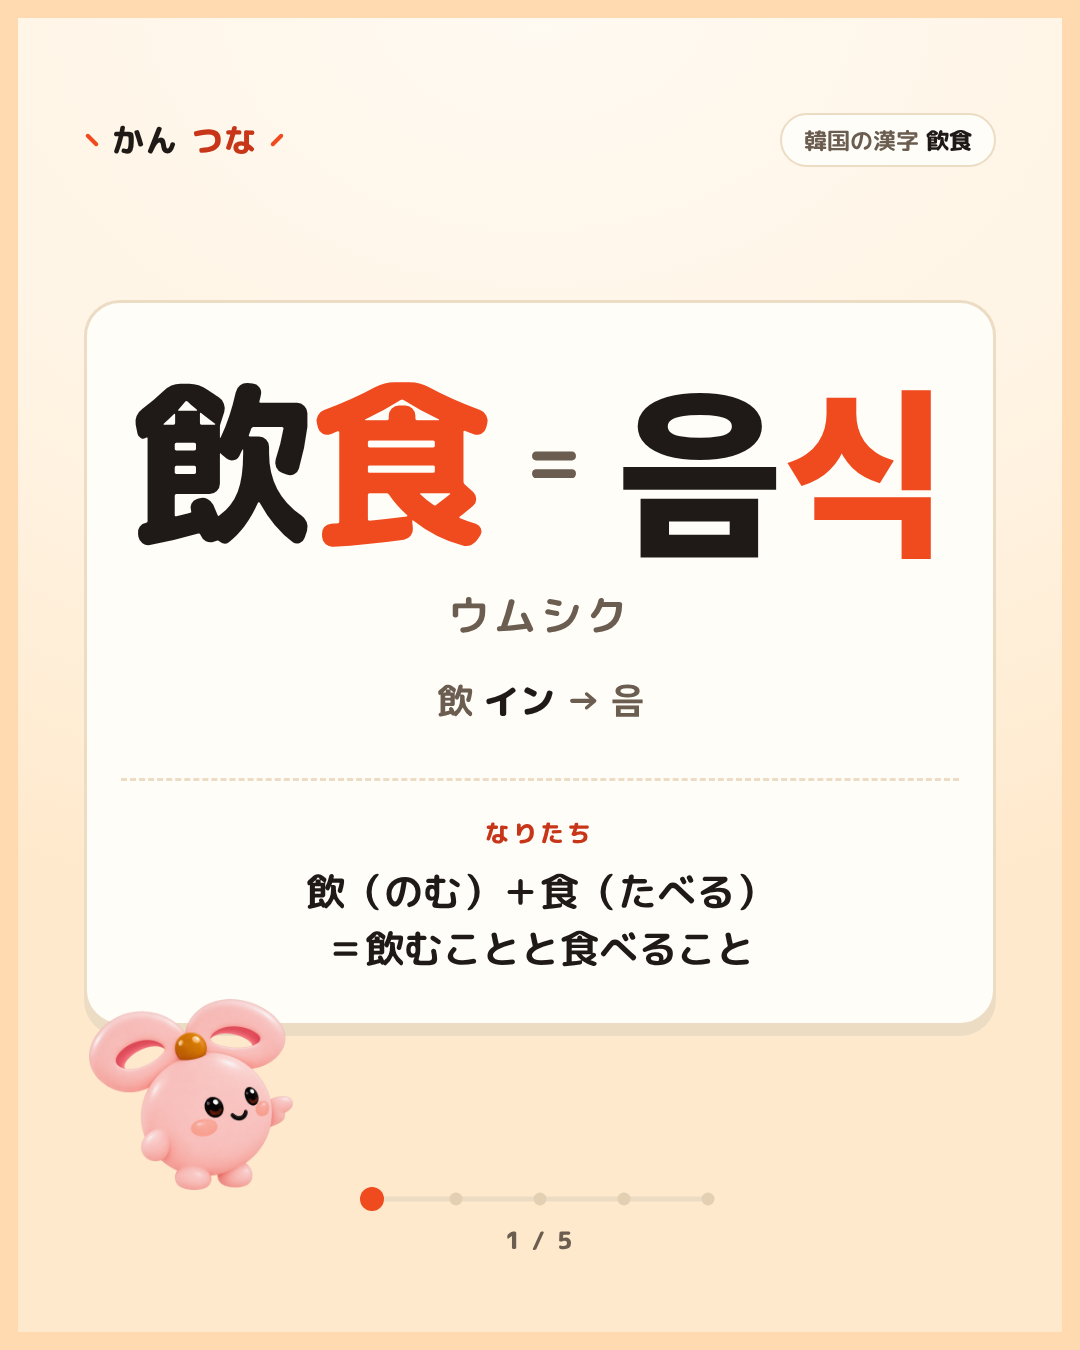 かん つな
韓国の漢字 飲食
飲食 = 음식
ウムシク
飲 イン → 음
なりたち
飲（のむ）＋食（たべる）
＝飲むことと食べること
1 / 5